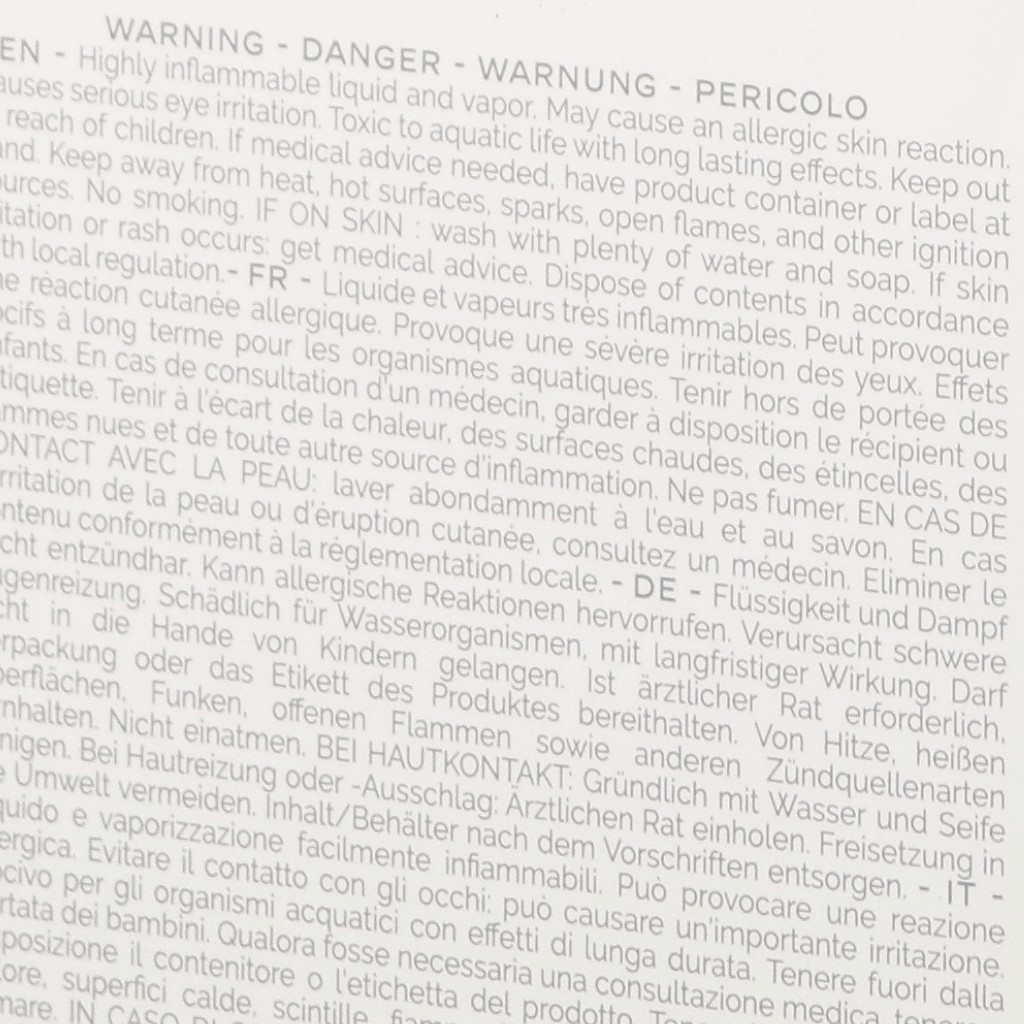 WARNING - DANGER - WARNUNG - PERICOLO
EN - Highly inflammable liquid and vapor. May cause an allergic skin reaction.
auses serious eye irritation. Toxic to aquatic life with long lasting effects. Keep out
reach of children. If medical advice needed, have product container or label at
and. Keep away from heat, hot surfaces, sparks, open flames, and other ignition
ources. No smoking. IF ON SKIN : wash with plenty of water and soap. If skin
itation or rash occurs: get medical advice. Dispose of contents in accordance
th local regulation.- FR - Liquide et vapeurs très inflammables. Peut provoquer
ne réaction cutanée allergique. Provoque une sévère irritation des yeux. Effets
ocifs à long terme pour les organismes aquatiques. Tenir hors de portée des
nfants. En cas de consultation d'un médecin, garder à disposition le récipient ou
tiquette. Tenir à l'écart de la chaleur, des surfaces chaudes, des étincelles, des
ammes nues et de toute autre source d'inflammation. Ne pas fumer. EN CAS DE
ONTACT AVEC LA PEAU: laver abondamment à l'eau et au savon. En cas
rritation de la peau ou d'éruption cutanée, consultez un médecin. Eliminer le
ntenu conformément à la réglementation locale. - DE - Flüssigkeit und Dampf
cht entzündhar. Kann allergische Reaktionen hervorrufen. Verursacht schwere
ugenreizung. Schädlich für Wasserorganismen, mit langfristiger Wirkung. Darf
cht in die Hande von Kindern gelangen. Ist ärztlicher Rat erforderlich,
erpackung oder das Etikett des Produktes bereithalten. Von Hitze, heißen
berflächen, Funken, offenen Flammen sowie anderen Zündquellenarten
rnhalten. Nicht einatmen. BEI HAUTKONTAKT: Gründlich mit Wasser und Seife
nigen. Bei Hautreizung oder -Ausschlag: Ärztlichen Rat einholen. Freisetzung in
e Umwelt vermeiden. Inhalt/Behälter nach dem Vorschriften entsorgen. - IT -
quido e vaporizzazione facilmente infiammabili. Può provocare une reazione
ergica. Evitare il contatto con gli occhi: può causare un'importante irritazione.
ocivo per gli organismi acquatici con effetti di lunga durata. Tenere fuori dalla
rtata dei bambini. Qualora fosse necessaria una consultazione medica, tenere
posizione il contenitore o l'etichetta del prodotto.
lore, superfici calde, scintille,
mare. IN CASO DI